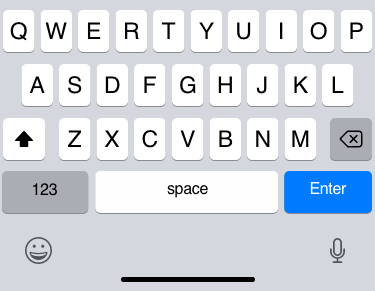 Q W E R T Y U I O P
A S D F G H J K L
Z X C V B N M
123 space Enter